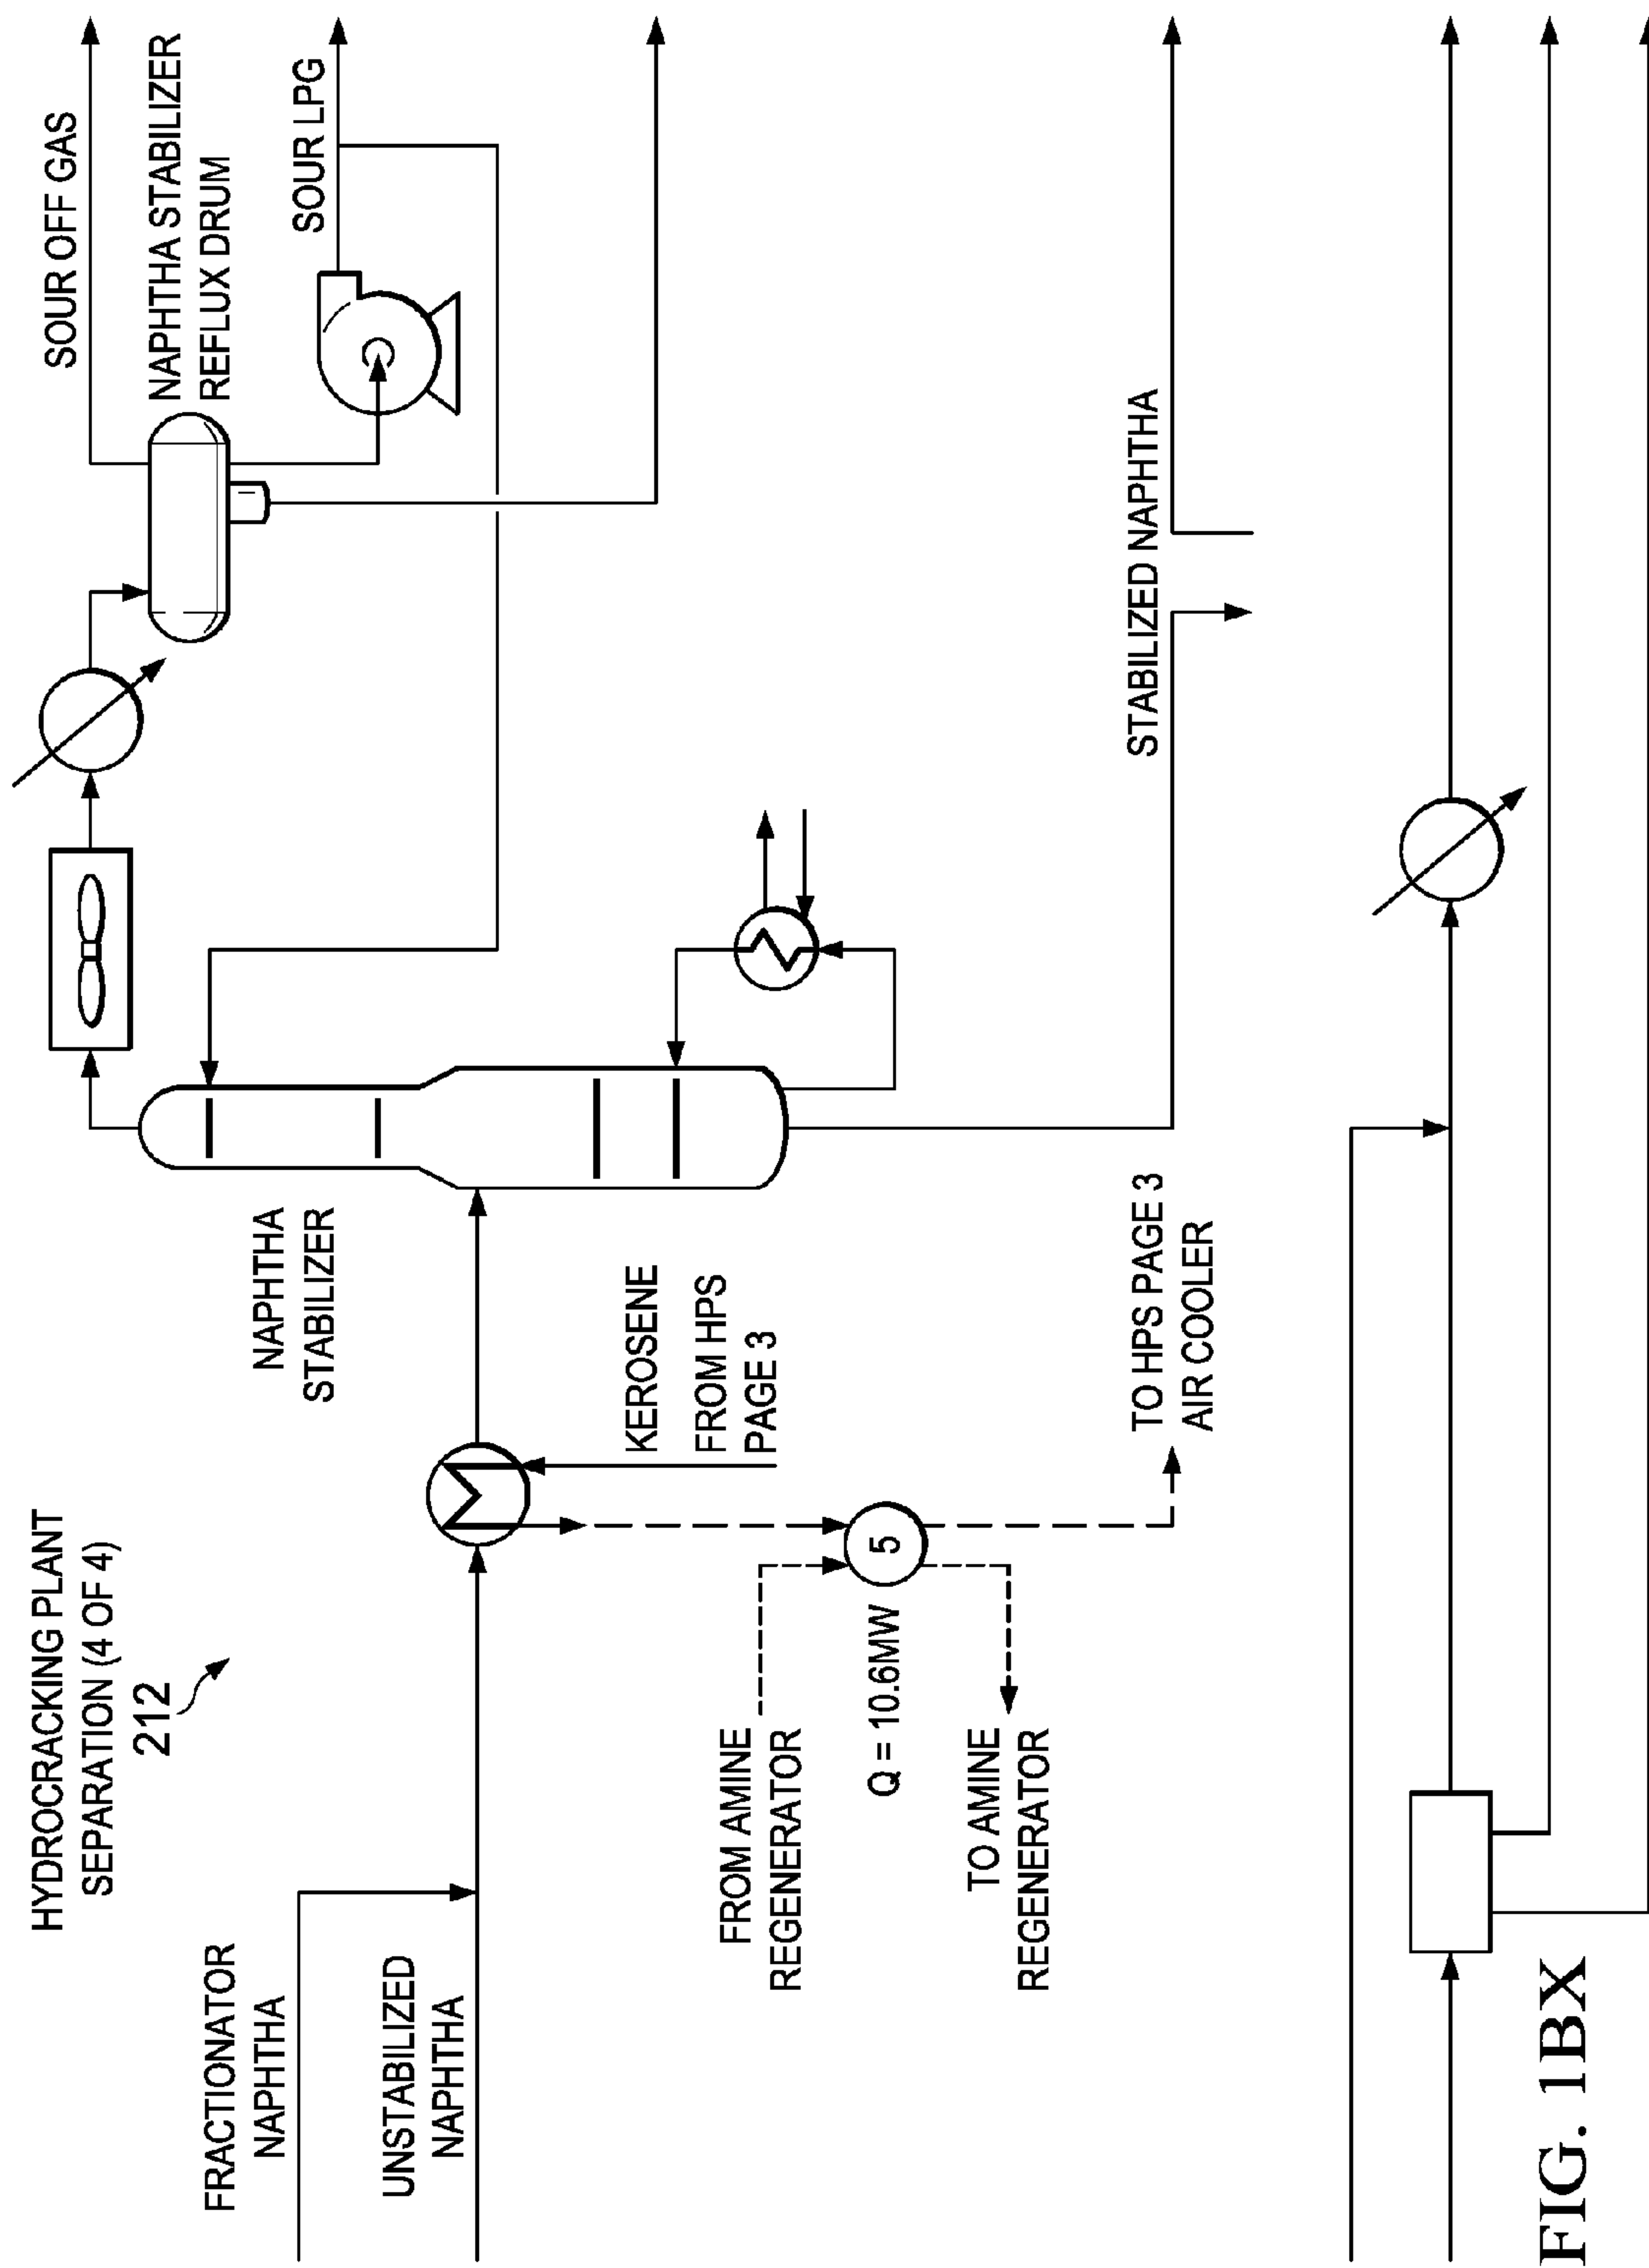 HYDROCRACKING PLANT
SEPARATION (4 OF 4)
212
FRACTIONATOR
NAPHTHA
UNSTABILIZED
NAPHTHA
NAPHTHA
STABILIZER
SOUR OFF GAS
NAPHTHA STABILIZER
REFLUX DRUM
SOUR LPG
KEROSENE
FROM HPS
PAGE 3
FROM AMINE
REGENERATOR
5
Q = 10.6MW
TO AMINE
REGENERATOR
TO HPS PAGE 3
AIR COOLER
STABILIZED NAPHTHA
FIG. 1BX